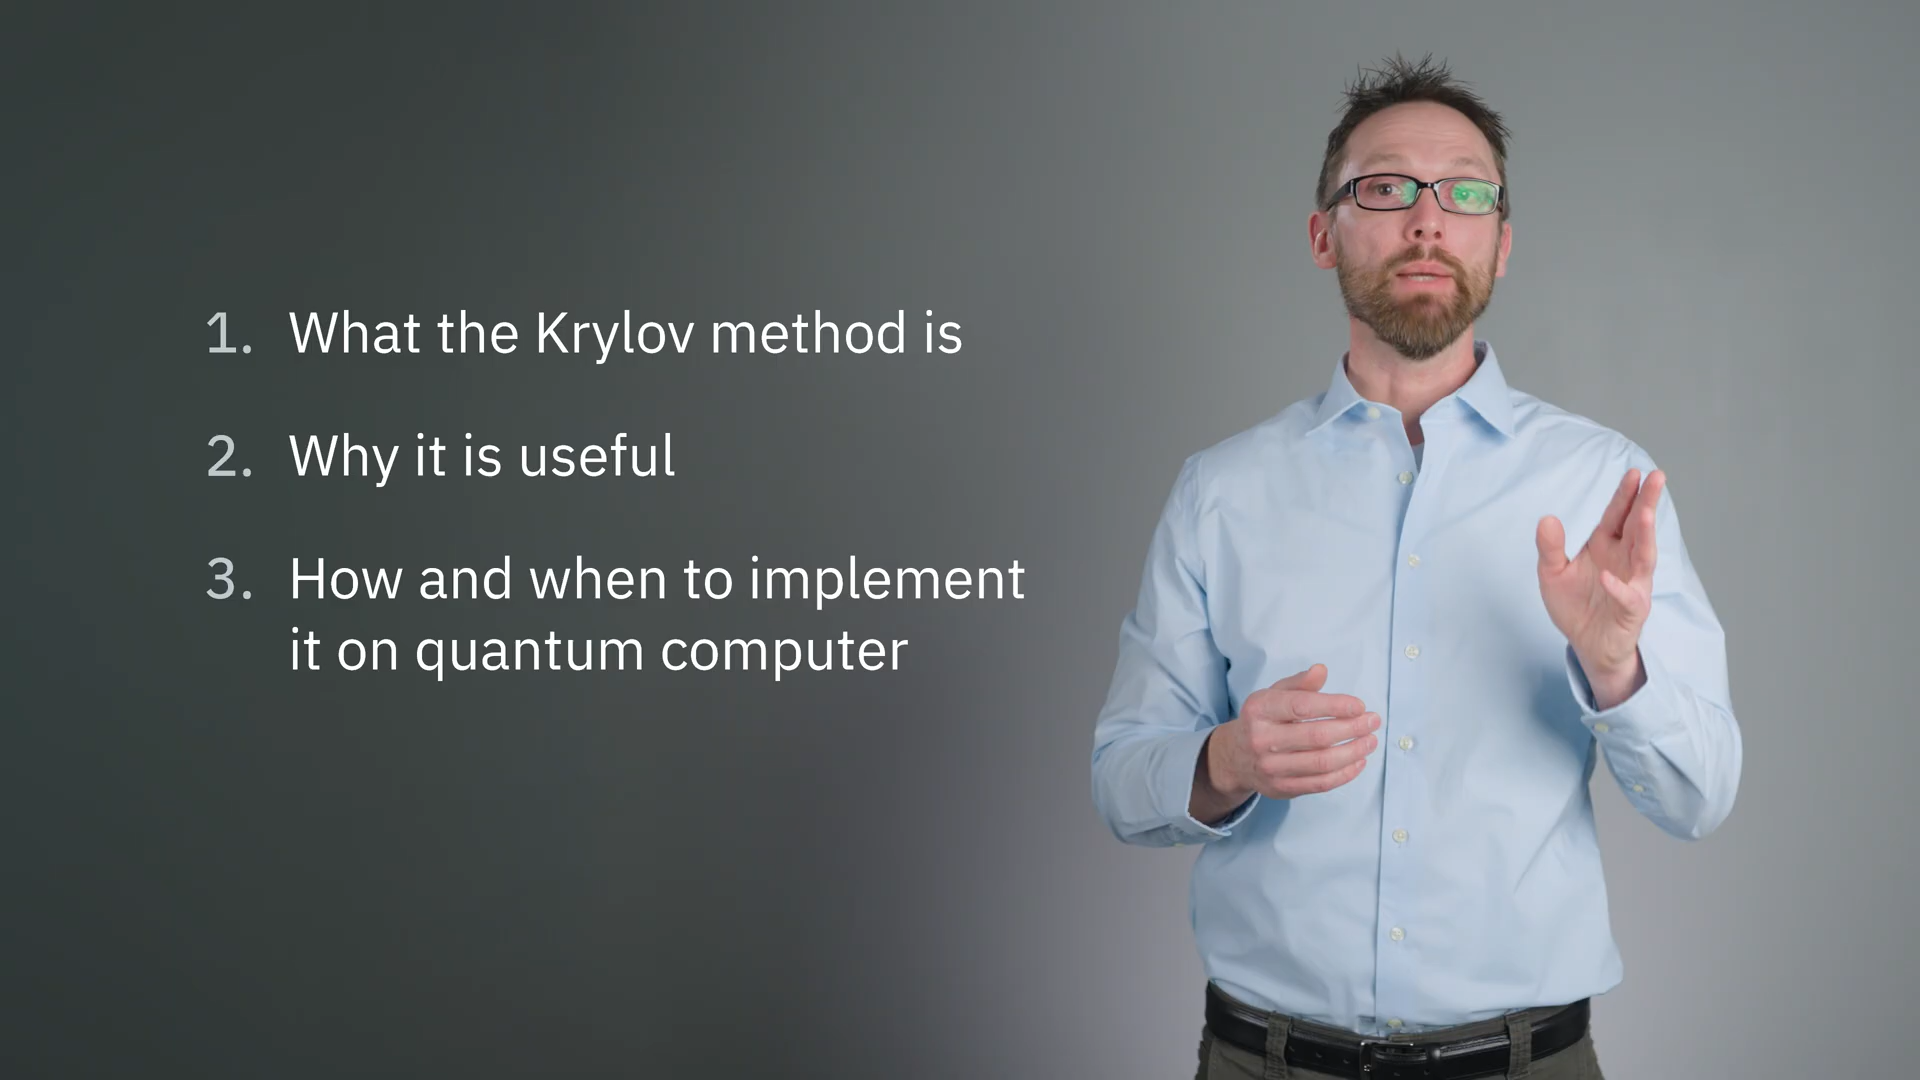 1. What the Krylov method is
2. Why it is useful
3. How and when to implement
it on quantum computer